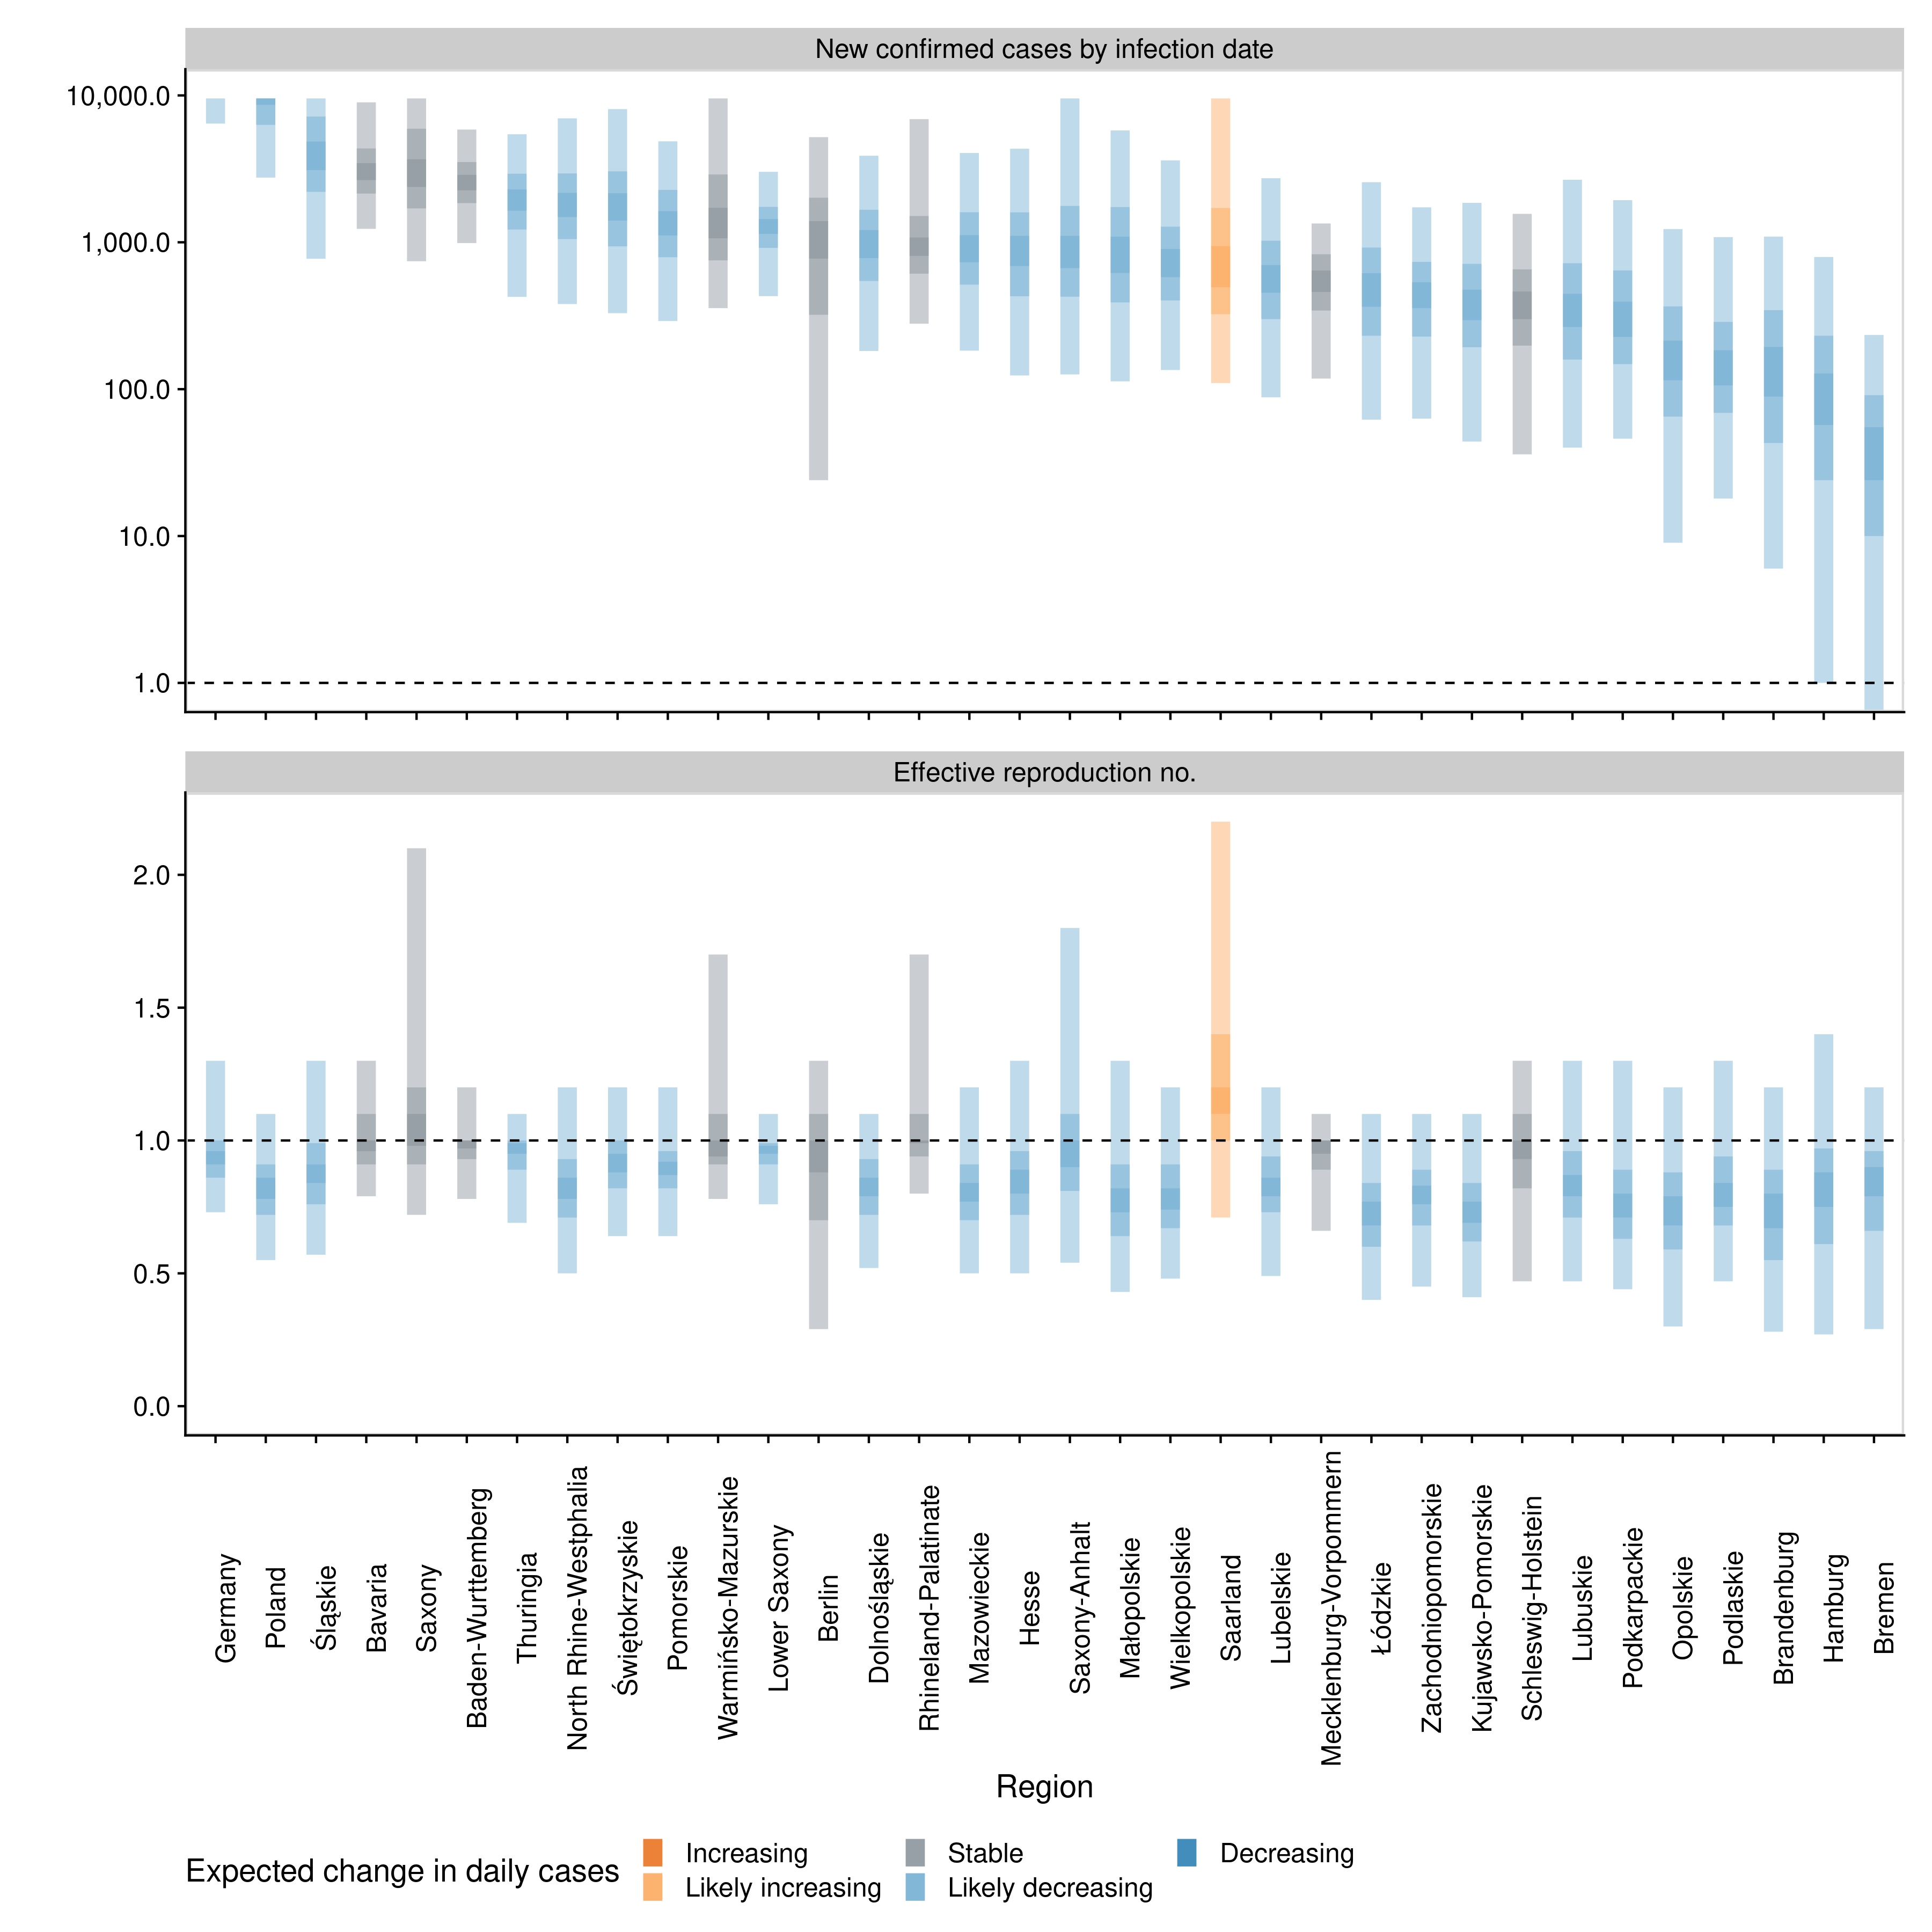 New confirmed cases by infection date
10,000.0
1,000.0
100.0
10.0
1.0
Effective reproduction no.
2.0
1.5
1.0
0.5
0.0
Germany
Poland
Śląskie
Bavaria
Saxony
Baden-Wurttemberg
Thuringia
North Rhine-Westphalia
Świętokrzyskie
Pomorskie
Warmińsko-Mazurskie
Lower Saxony
Berlin
Dolnośląskie
Rhineland-Palatinate
Mazowieckie
Hesse
Saxony-Anhalt
Małopolskie
Wielkopolskie
Saarland
Lubelskie
Mecklenburg-Vorpommern
Łódzkie
Zachodniopomorskie
Kujawsko-Pomorskie
Schleswig-Holstein
Lubuskie
Podkarpackie
Opolskie
Podlaskie
Brandenburg
Hamburg
Bremen
Region
Expected change in daily cases
Increasing
Likely increasing
Stable
Likely decreasing
Decreasing